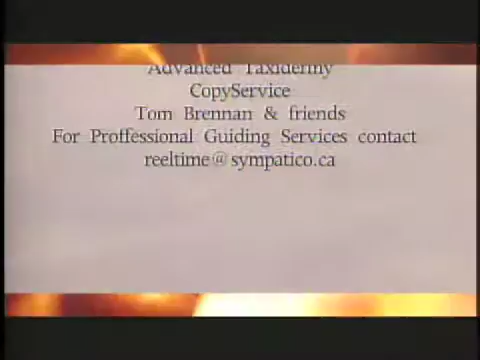 Advanced Taxidermy
CopyService
Tom Brennan & friends
For Proffessional Guiding Services contact
reeltime@sympatico.ca